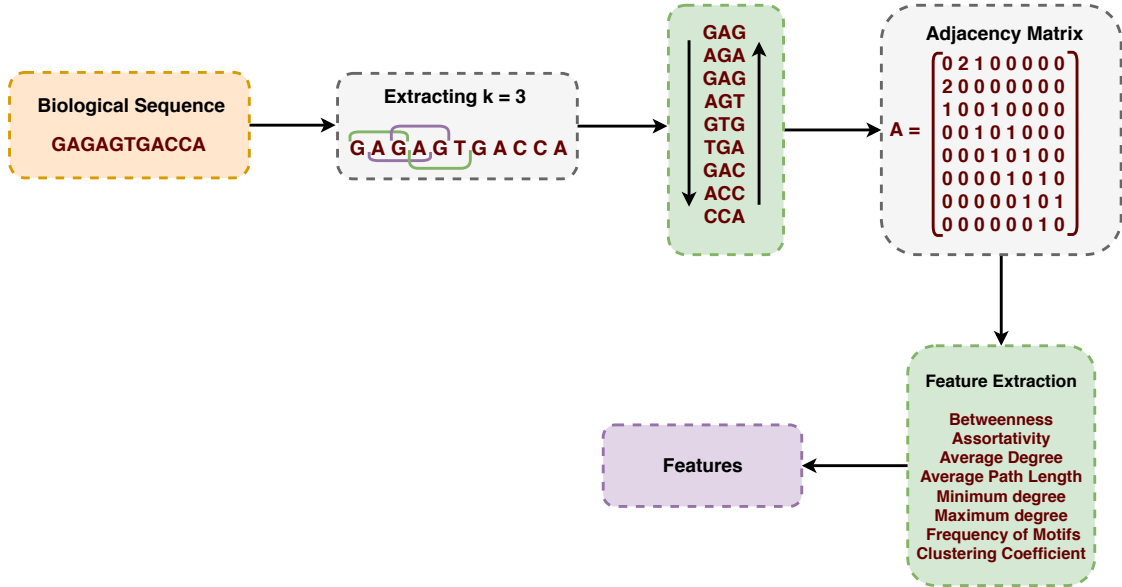 Biological Sequence
GAGAGTGACCA
Extracting k = 3
G A G A G T G A C C A
GAG
AGA
GAG
AGT
GTG
TGA
GAC
ACC
CCA
Adjacency Matrix
A =
0 2 1 0 0 0 0 0
2 0 0 0 0 0 0 0
1 0 0 1 0 0 0 0
0 0 1 0 1 0 0 0
0 0 0 1 0 1 0 0
0 0 0 0 1 0 1 0
0 0 0 0 0 1 0 1
0 0 0 0 0 0 1 0
Feature Extraction
Betweenness
Assortativity
Average Degree
Average Path Length
Minimum degree
Maximum degree
Frequency of Motifs
Clustering Coefficient
Features